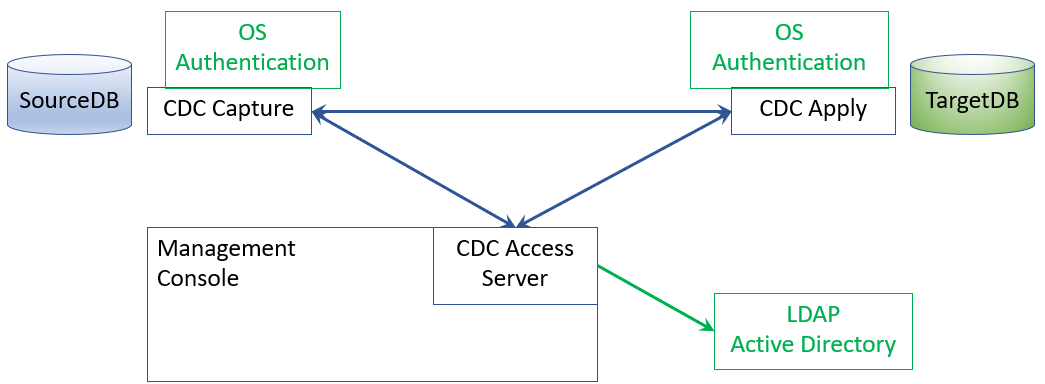 OS
Authentication
OS
Authentication
SourceDB
CDC Capture
CDC Apply
TargetDB
Management
Console
CDC Access
Server
LDAP
Active Directory